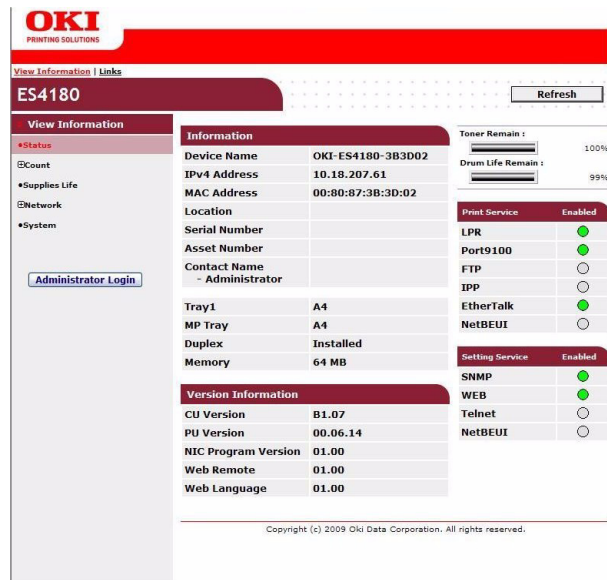 OKI
PRINTING SOLUTIONS
View Information | Links
ES4180
Refresh
View Information
•Status
⊞Count
•Supplies Life
⊞Network
•System
Administrator Login
Information
Device Name OKI-ES4180-3B3D02
IPv4 Address 10.18.207.61
MAC Address 00:80:87:3B:3D:02
Location
Serial Number
Asset Number
Contact Name
- Administrator
Tray1 A4
MP Tray A4
Duplex Installed
Memory 64 MB
Version Information
CU Version B1.07
PU Version 00.06.14
NIC Program Version 01.00
Web Remote 01.00
Web Language 01.00
Toner Remain :
100%
Drum Life Remain :
99%
Print Service Enabled
LPR
Port9100
FTP
IPP
EtherTalk
NetBEUI
Setting Service Enabled
SNMP
WEB
Telnet
NetBEUI
Copyright (c) 2009 Oki Data Corporation. All rights reserved.